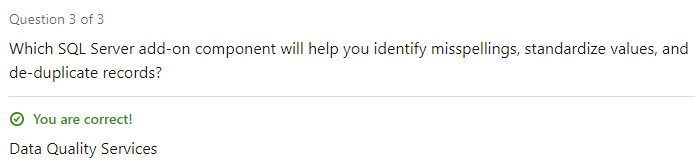 Question 3 of 3
Which SQL Server add-on component will help you identify misspellings, standardize values, and
de-duplicate records?
You are correct!
Data Quality Services